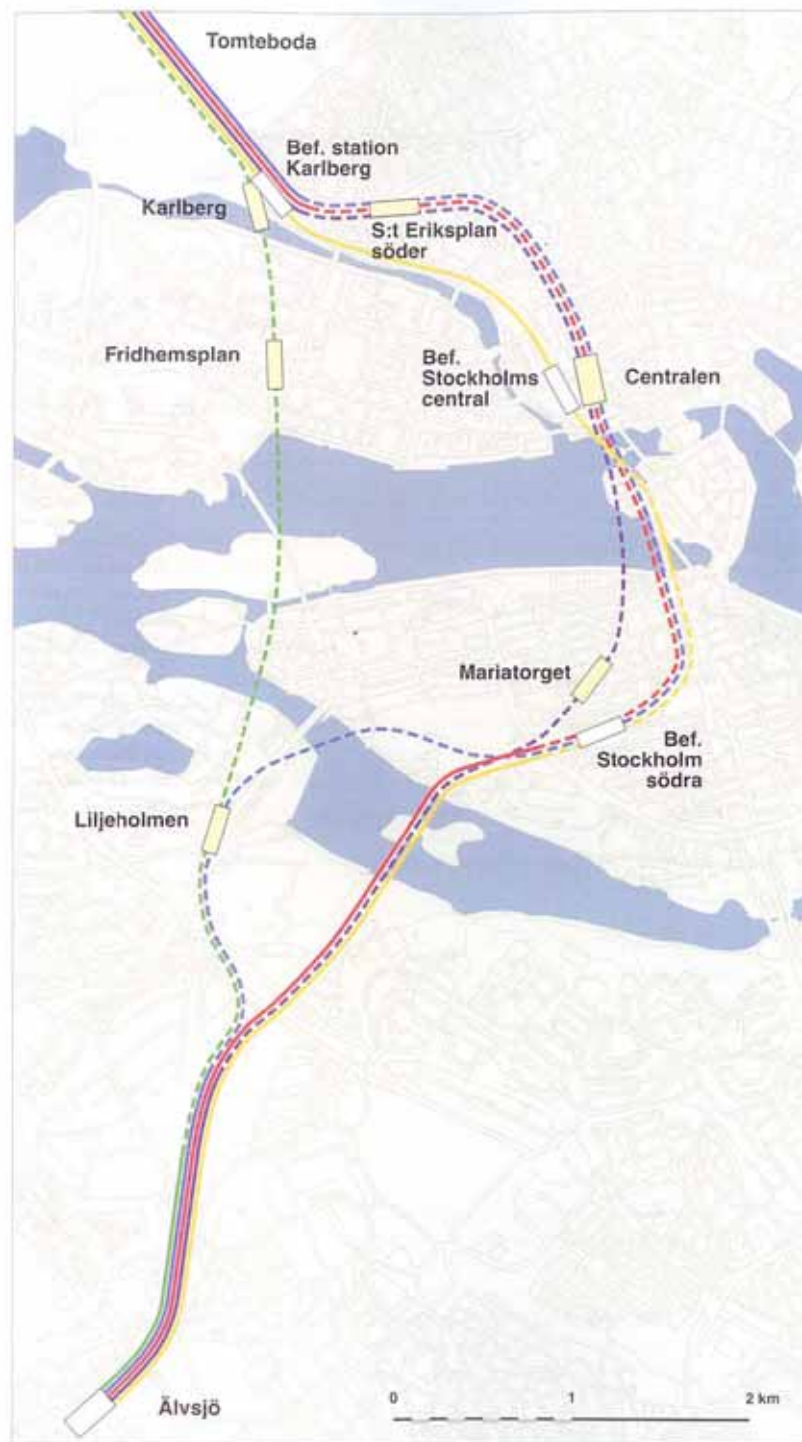 Tomteboda
Bef. station
Karlberg
Karlberg
S:t Eriksplan
söder
Fridhemsplan
Bef.
Stockholms
central
Centralen
Mariatorget
Bef.
Stockholm
södra
Liljeholmen
Älvsjö
0 1 2 km